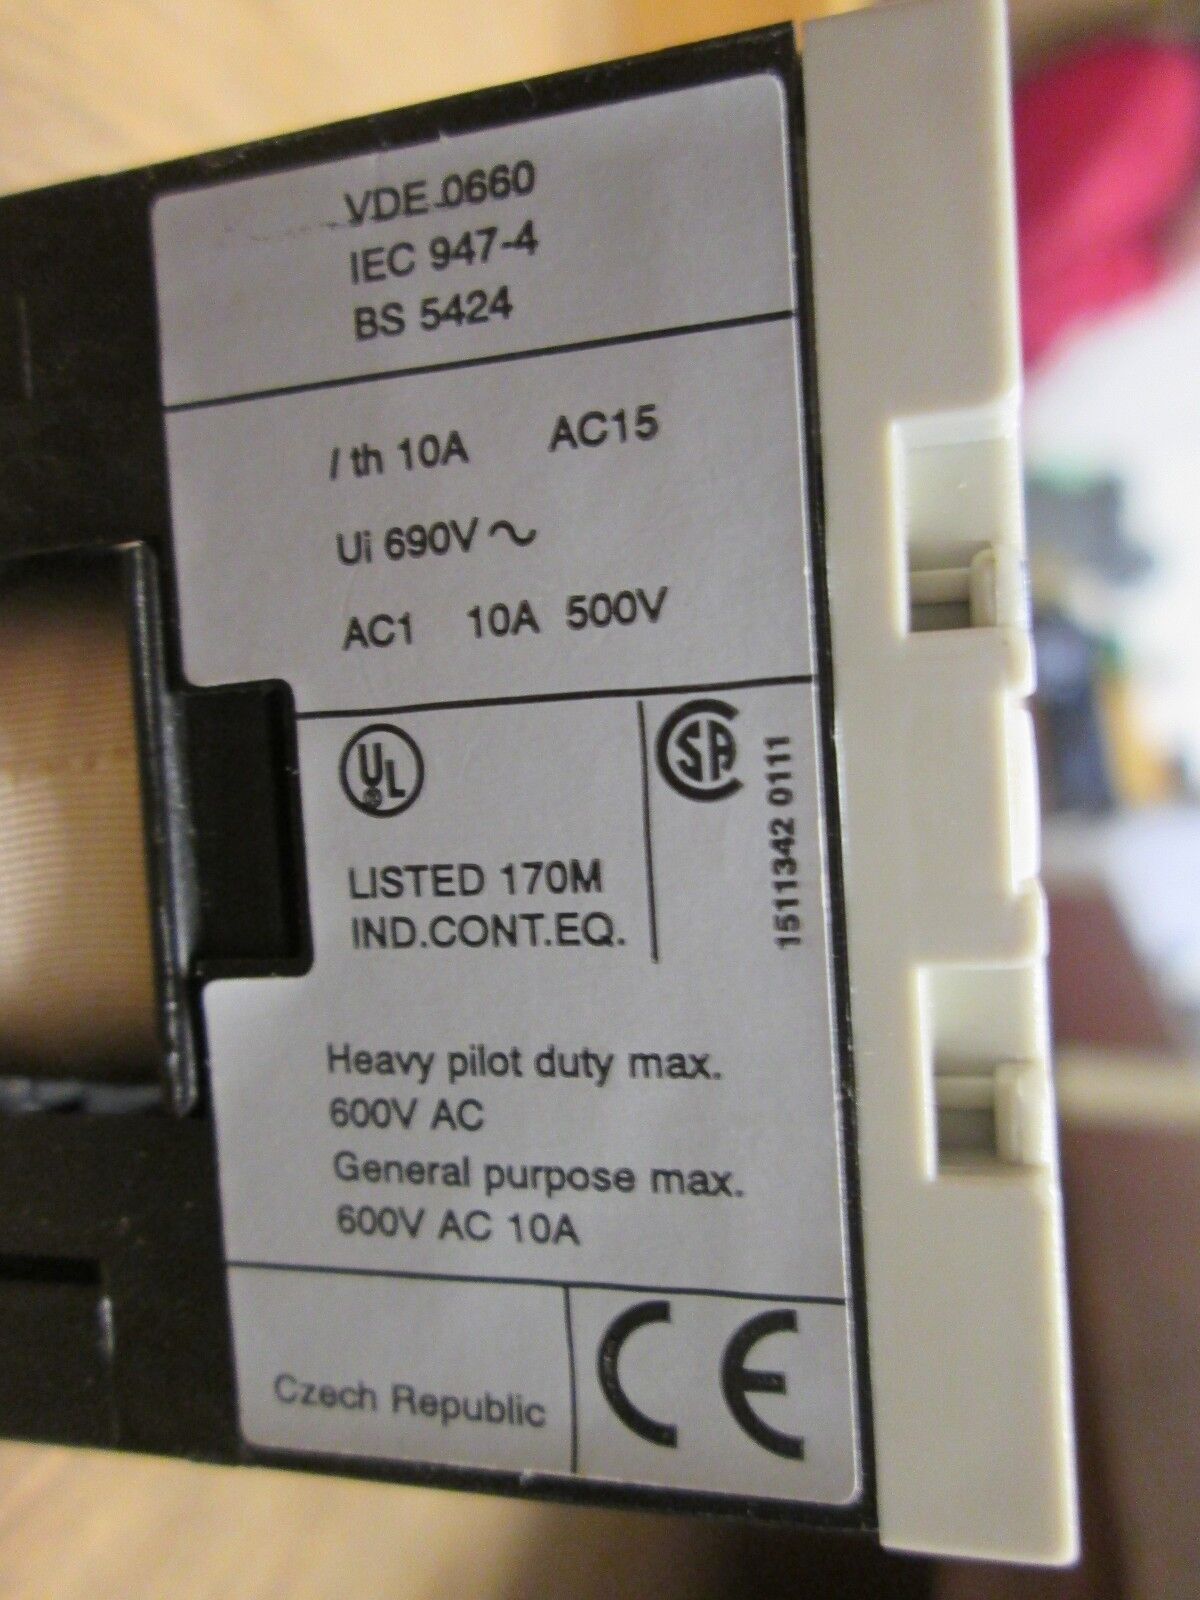 VDE 0660
IEC 947-4
BS 5424
I th 10A AC15
Ui 690V ~
AC1 10A 500V
UL
®
SA
LISTED 170M
IND.CONT.EQ.
1511342 0111
Heavy pilot duty max.
600V AC
General purpose max.
600V AC 10A
Czech Republic
CE